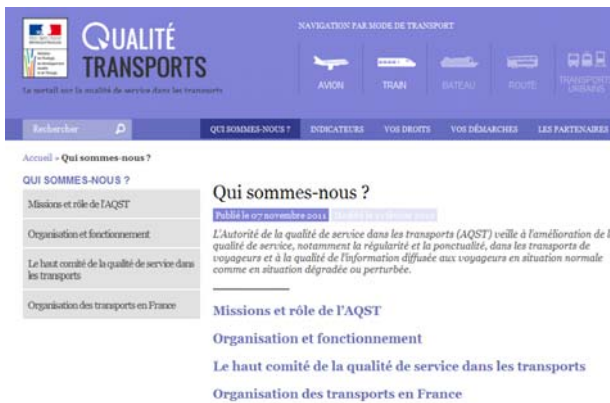 QUALITÉ
TRANSPORTS
Le portail sur la qualité de service dans les transports
NAVIGATION PAR MODE DE TRANSPORT
AVION
TRAIN
BATEAU
ROUTE
TRANSPORTS
URBAINS
Rechercher
QUI SOMMES-NOUS ?
INDICATEURS
VOS DROITS
VOS DÉMARCHES
LES PARTENAIRES
Accueil » Qui sommes-nous ?
QUI SOMMES-NOUS ?
Missions et rôle de l'AQST
Organisation et fonctionnement
Le haut comité de la qualité de service dans
les transports
Organisation des transports en France
Qui sommes-nous ?
Publié le 07 novembre 2011
L'Autorité de la qualité de service dans les transports (AQST) veille à l'amélioration de l
qualité de service, notamment la régularité et la ponctualité, dans les transports de
voyageurs et à la qualité de l'information diffusée aux voyageurs en situation normale
comme en situation dégradée ou perturbée.
Missions et rôle de l'AQST
Organisation et fonctionnement
Le haut comité de la qualité de service dans les transports
Organisation des transports en France